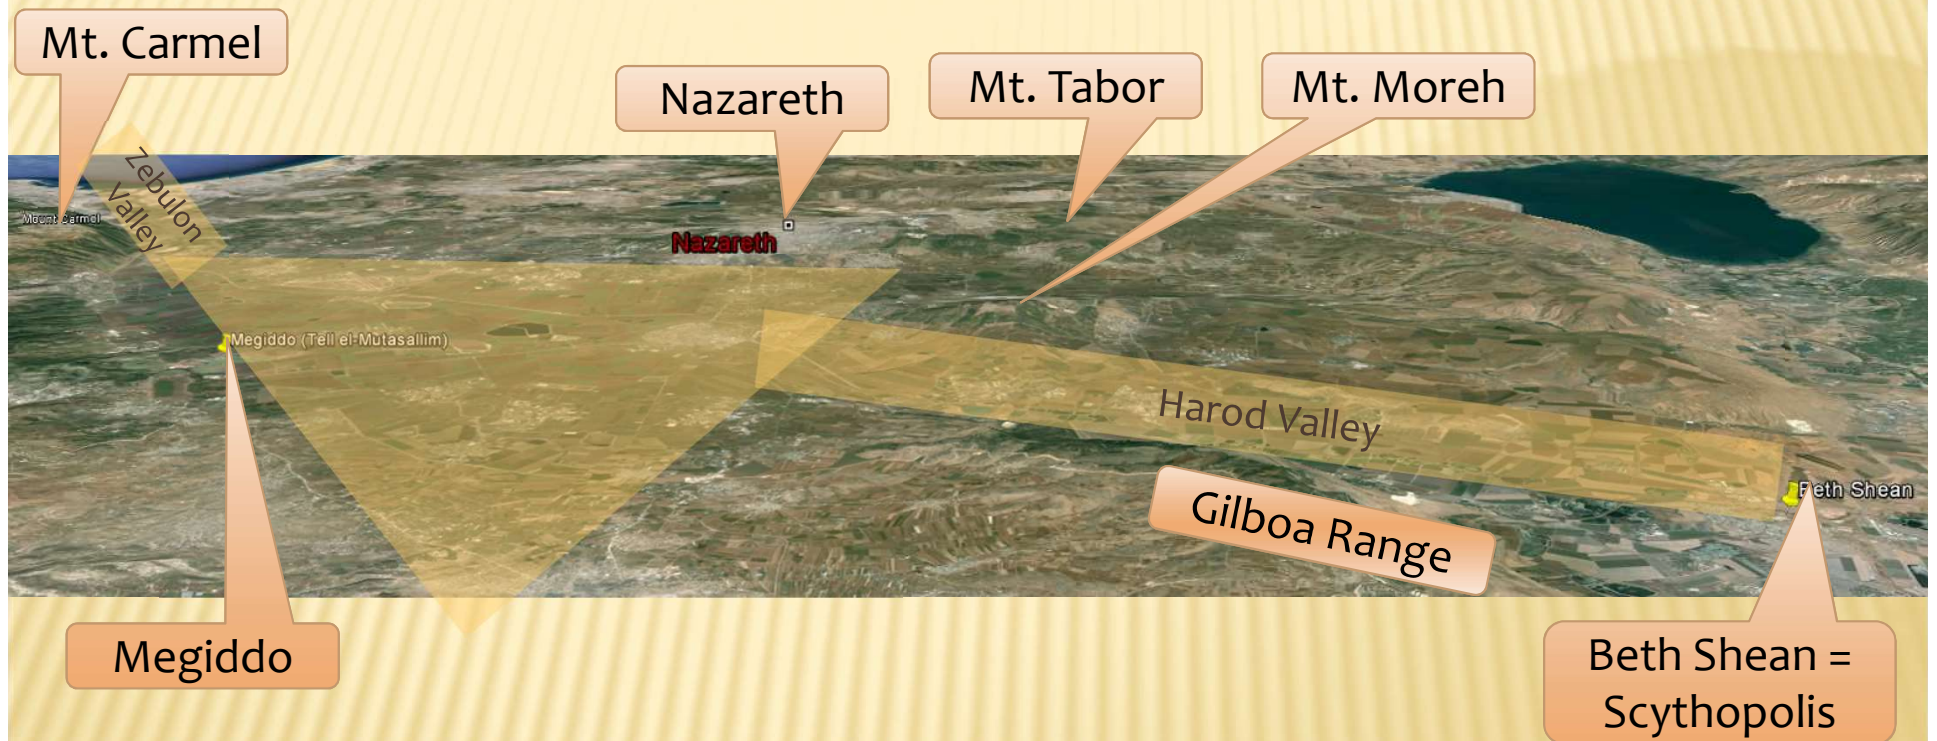 Mt. Carmel
Nazareth
Mt. Tabor
Mt. Moreh
Zebulon
Valley
Mount Carmel
Nazareth
Megiddo (Tell el-Mutasallim)
Harod Valley
Gilboa Range
Beth Shean
Megiddo
Beth Shean =
Scythopolis